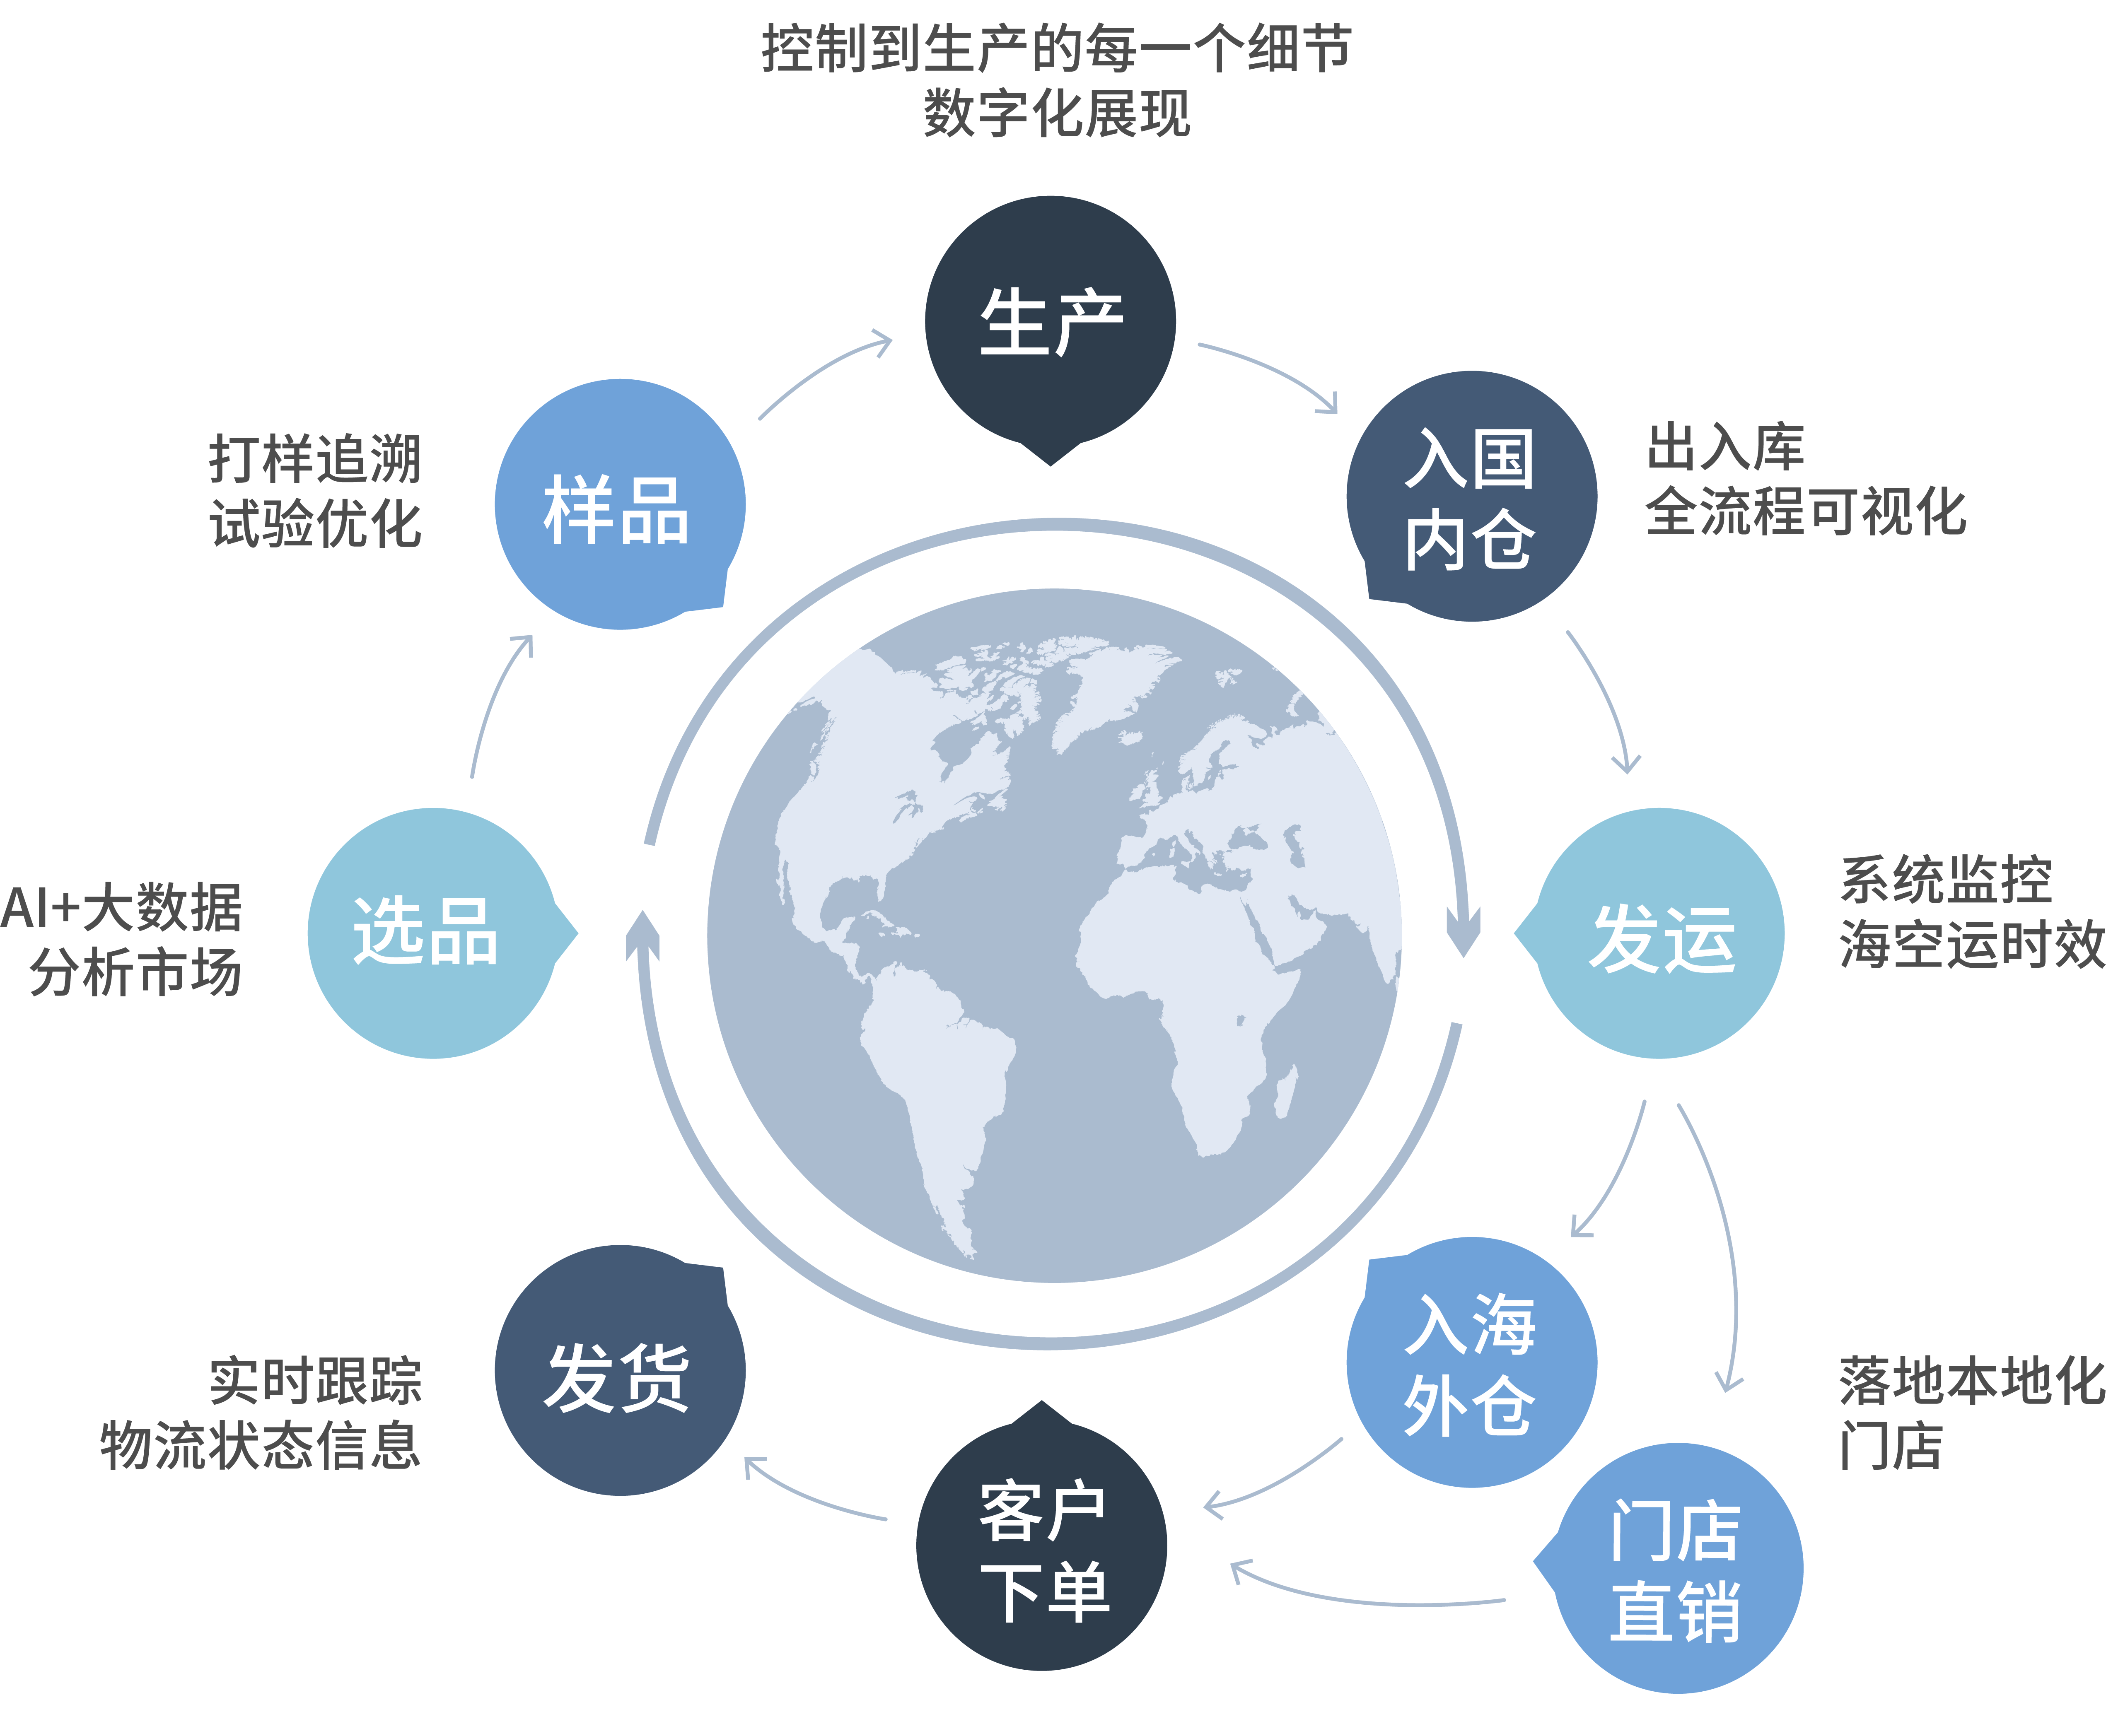 控制到生产的每一个细节
数字化展现
生产
样品
打样追溯
试验优化
入国
内仓
出入库
全流程可视化
AI+大数据
分析市场
选品
发运
系统监控
海空运时效
实时跟踪
物流状态信息
发货
客户
下单
入海
外仓
落地本地化
门店
门店
直销